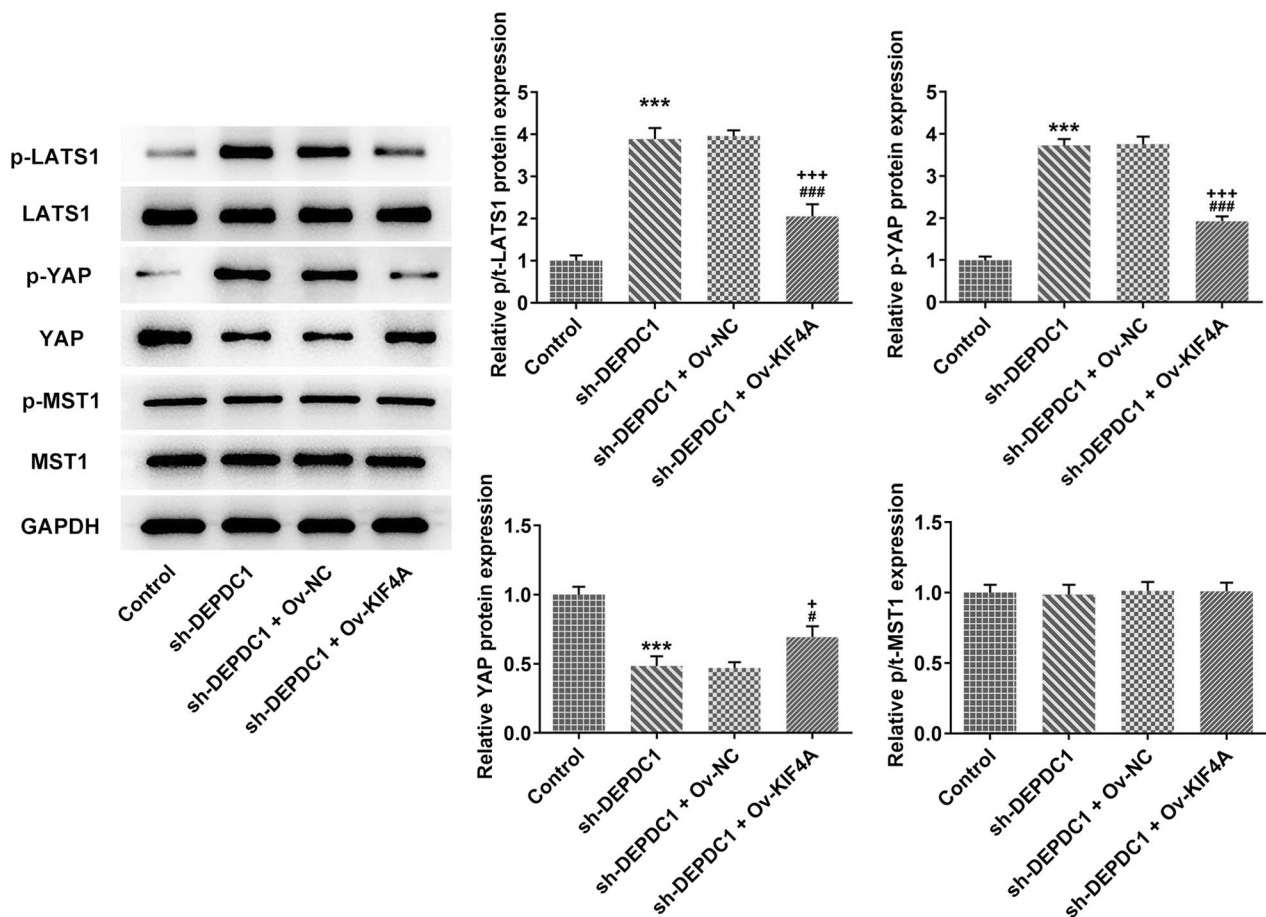 p-LATS1
LATS1
p-YAP
YAP
p-MST1
MST1
GAPDH
Control
sh-DEPDC1
sh-DEPDC1 + Ov-NC
sh-DEPDC1 + Ov-KIF4A
Relative p/t-LATS1 protein expression
5
4
3
2
1
0
***
+++
###
Control
sh-DEPDC1
sh-DEPDC1 + Ov-NC
sh-DEPDC1 + Ov-KIF4A
Relative p-YAP protein expression
5
4
3
2
1
0
***
+++
###
Control
sh-DEPDC1
sh-DEPDC1 + Ov-NC
sh-DEPDC1 + Ov-KIF4A
Relative YAP protein expression
1.5
1.0
0.5
0.0
***
+
#
Control
sh-DEPDC1
sh-DEPDC1 + Ov-NC
sh-DEPDC1 + Ov-KIF4A
Relative p/t-MST1 expression
1.5
1.0
0.5
0.0
Control
sh-DEPDC1
sh-DEPDC1 + Ov-NC
sh-DEPDC1 + Ov-KIF4A